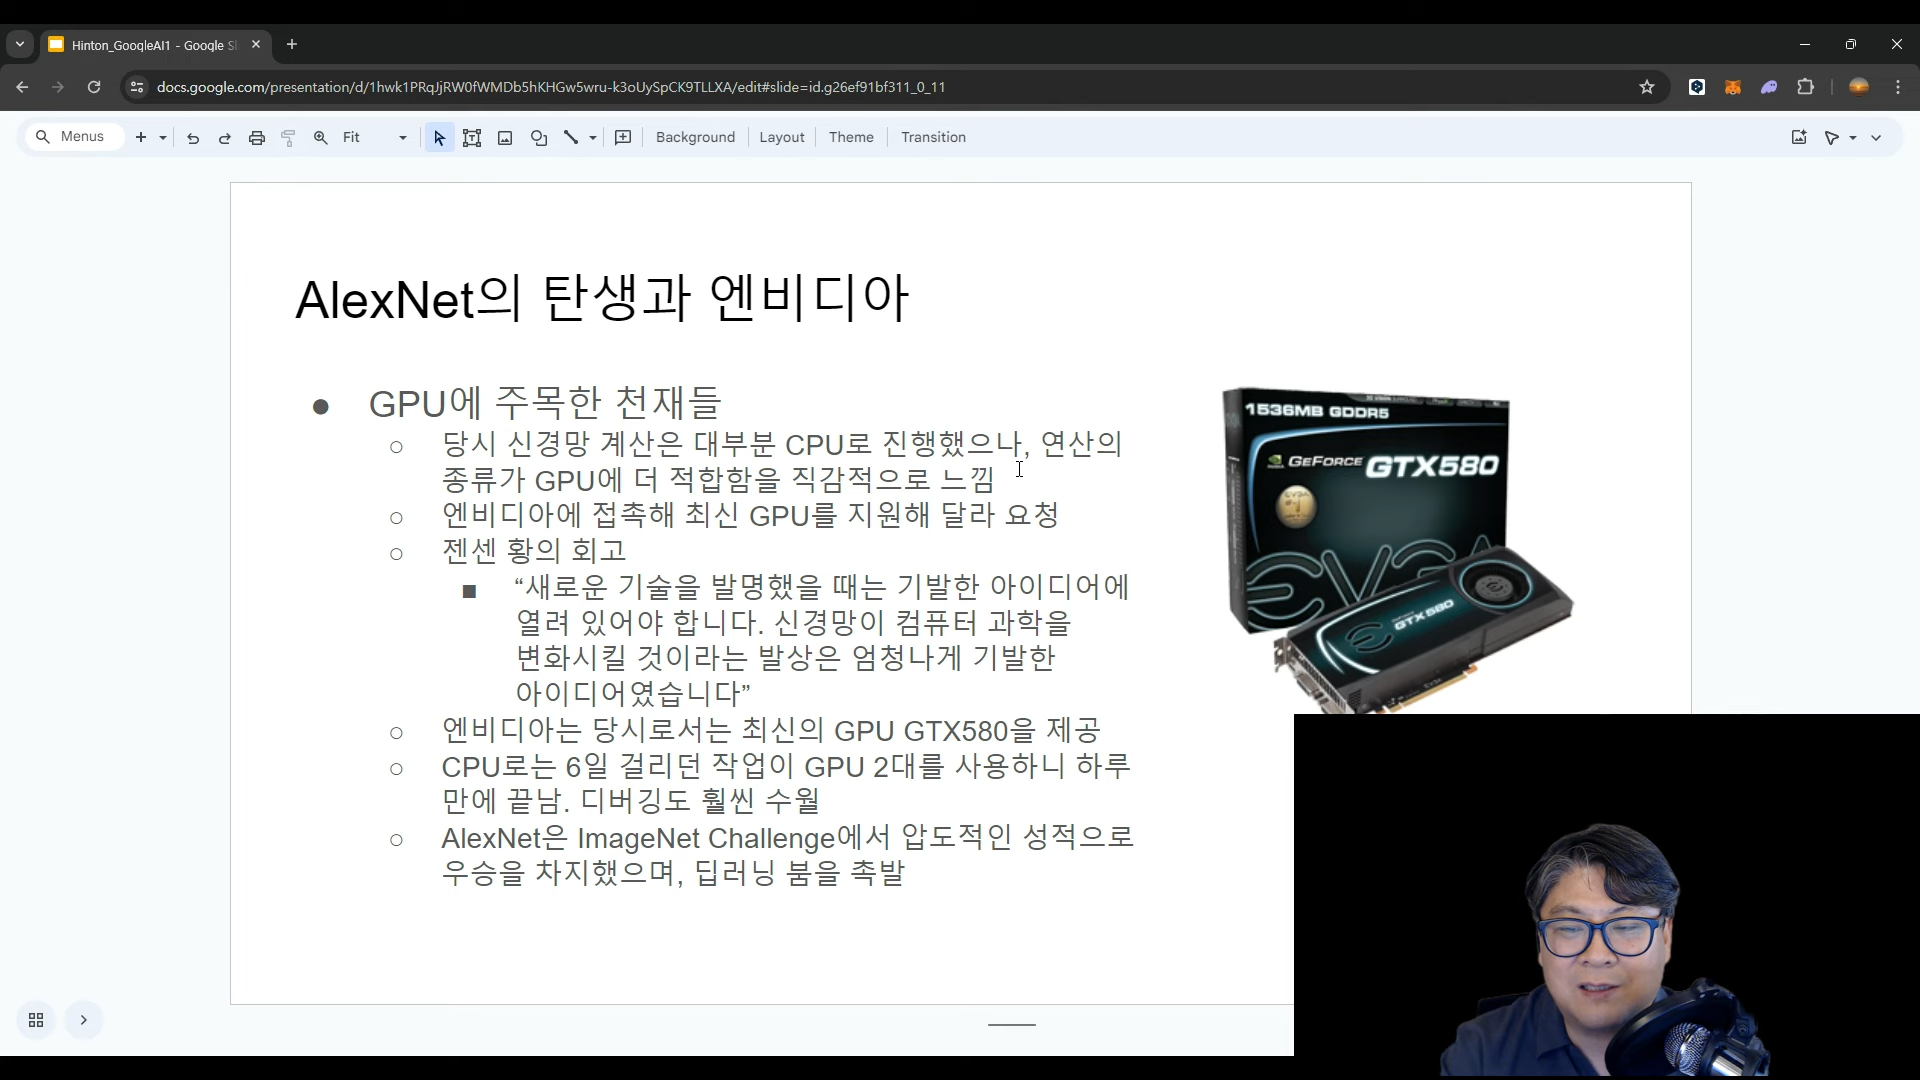 Hinton_GoogleAI1 - Google Sl
docs.google.com/presentation/d/1hwk1PRqJjRW0fWMDb5hKHGw5wru-k3oUySpCK9TLLXA/edit#slide=id.g26ef91bf311_0_11
Menus
Fit
Background
Layout
Theme
Transition
AlexNet의 탄생과 엔비디아
● GPU에 주목한 천재들
○ 당시 신경망 계산은 대부분 CPU로 진행했으나, 연산의
종류가 GPU에 더 적합함을 직감적으로 느낌
○ 엔비디아에 접촉해 최신 GPU를 지원해 달라 요청
○ 젠센 황의 회고
■ “새로운 기술을 발명했을 때는 기발한 아이디어에
열려 있어야 합니다. 신경망이 컴퓨터 과학을
변화시킬 것이라는 발상은 엄청나게 기발한
아이디어였습니다”
○ 엔비디아는 당시로서는 최신의 GPU GTX580을 제공
○ CPU로는 6일 걸리던 작업이 GPU 2대를 사용하니 하루
만에 끝남. 디버깅도 훨씬 수월
○ AlexNet은 ImageNet Challenge에서 압도적인 성적으로
우승을 차지했으며, 딥러닝 붐을 촉발
1536MB GDDR5
GEFORCE GTX580
EVGA
GTX 580